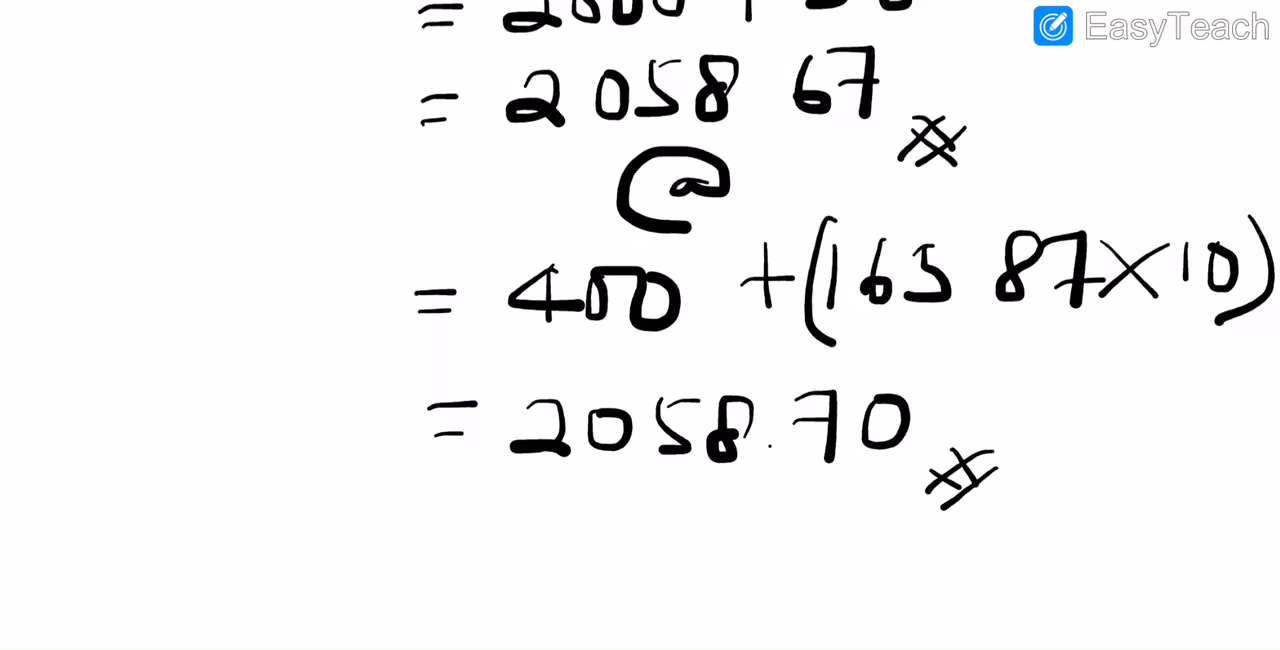 EasyTeach
= 2058 67
@
= 400 + (165 87 × 10)
= 2058.70